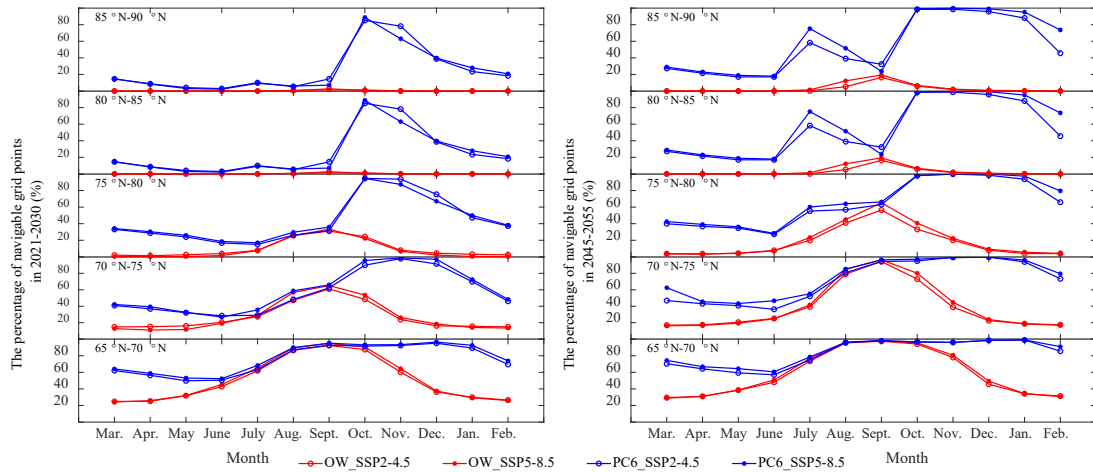 The percentage of navigable grid points
in 2021-2030 (%)
85 °N-90 °N
80
60
40
20
80 °N-85 °N
80
60
40
20
75 °N-80 °N
80
60
40
20
70 °N-75 °N
80
60
40
20
65 °N-70 °N
80
60
40
20
Mar. Apr. May June July Aug. Sept. Oct. Nov. Dec. Jan. Feb.
Month
The percentage of navigable grid points
in 2045-2055 (%)
85 °N-90 °N
80
60
40
20
80 °N-85 °N
80
60
40
20
75 °N-80 °N
80
60
40
20
70 °N-75 °N
80
60
40
20
65 °N-70 °N
80
60
40
20
Mar. Apr. May June July Aug. Sept. Oct. Nov. Dec. Jan. Feb.
Month
OW_SSP2-4.5 OW_SSP5-8.5 PC6_SSP2-4.5 PC6_SSP5-8.5